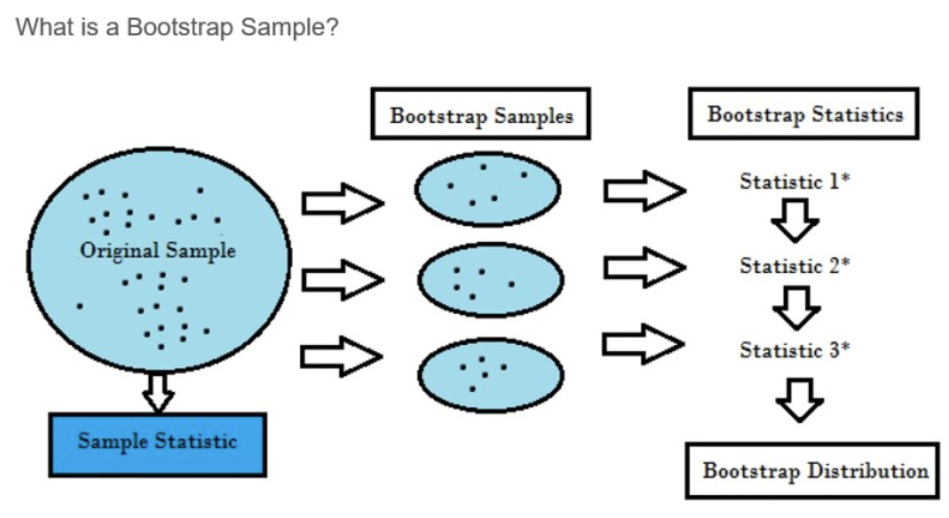 What is a Bootstrap Sample?
Bootstrap Samples
Bootstrap Statistics
Original Sample
Statistic 1*
Statistic 2*
Statistic 3*
Sample Statistic
Bootstrap Distribution